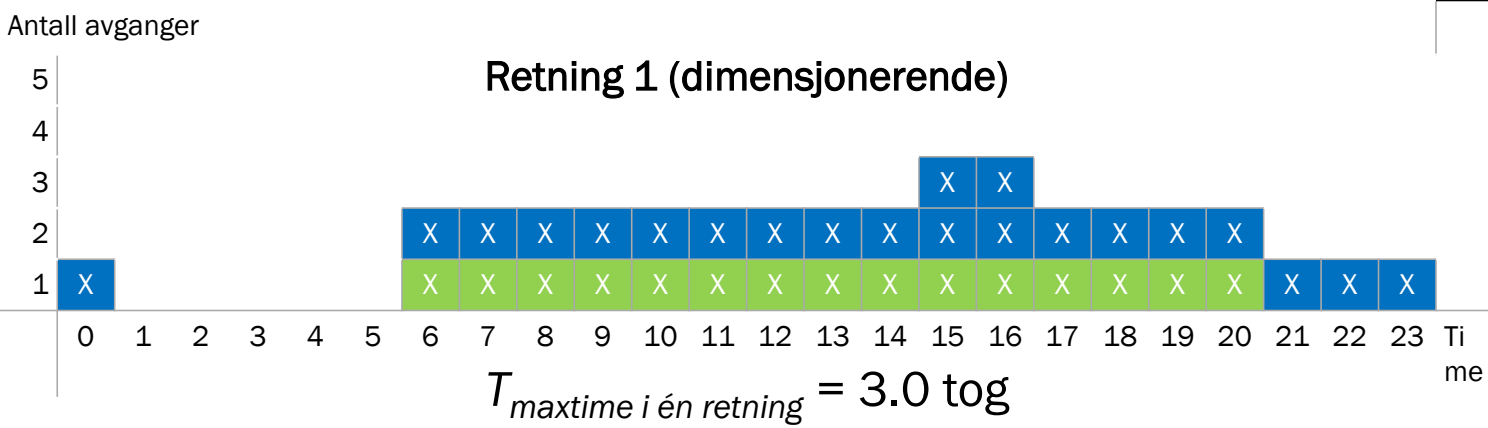 Antall avganger
Retning 1 (dimensjonerende)
5
4
3 X X
2 X X X X X X X X X X X X X X X
1 X X X X X X X X X X X X X X X X X X X
0 1 2 3 4 5 6 7 8 9 10 11 12 13 14 15 16 17 18 19 20 21 22 23 Ti
me
T maxtime i én retning = 3.0 tog